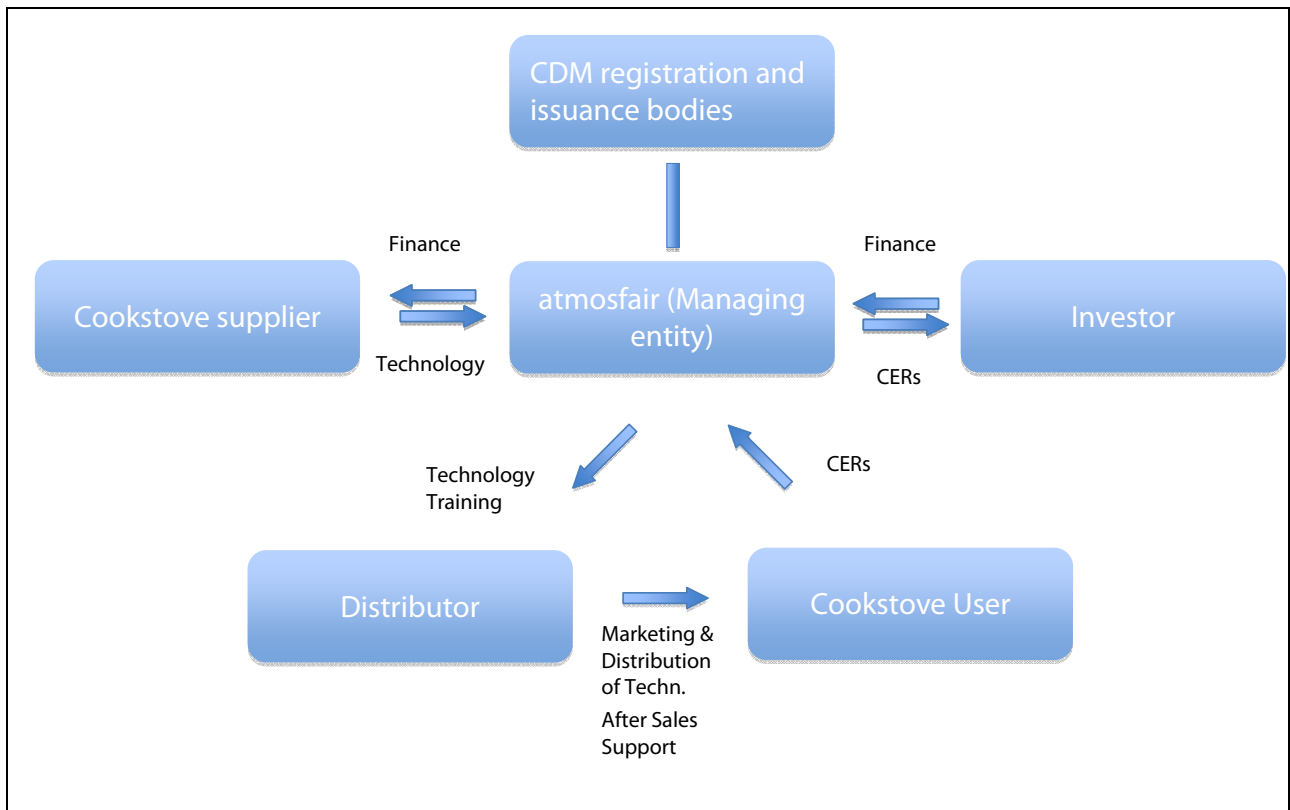 CDM registration and
issuance bodies
Finance
Finance
Cookstove supplier
atmosfair (Managing
entity)
Investor
Technology
CERs
Technology
Training
CERs
Distributor
Cookstove User
Marketing &
Distribution
of Techn.
After Sales
Support